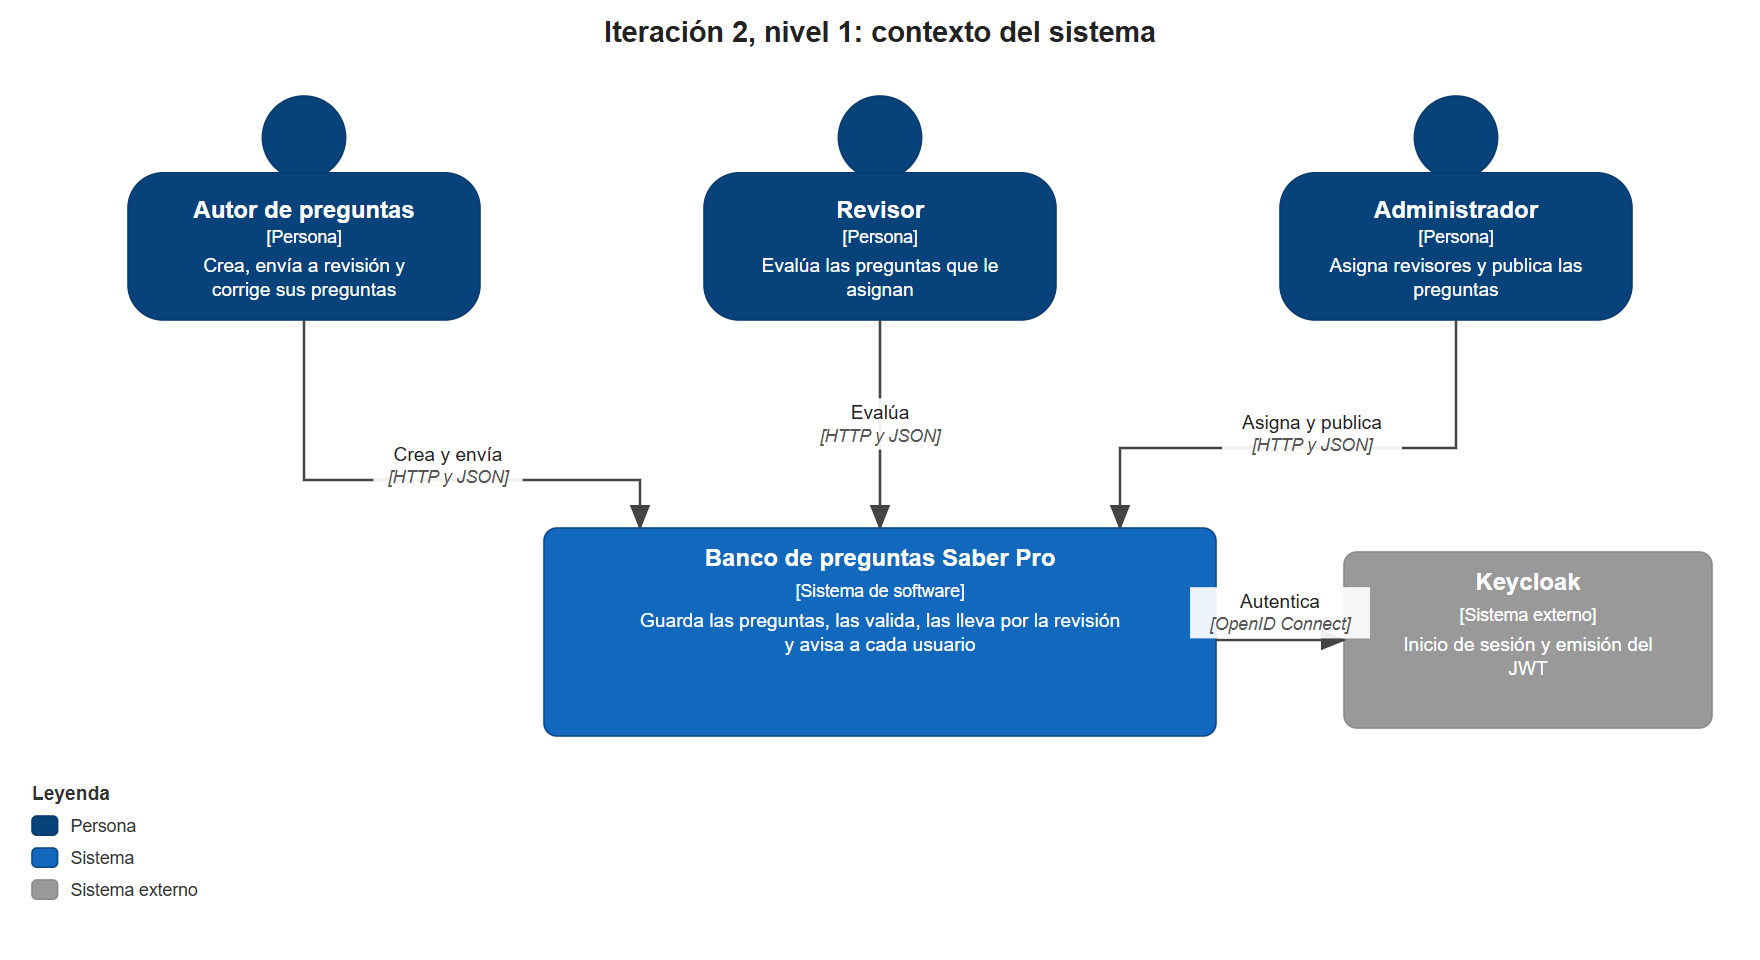 Iteración 2, nivel 1: contexto del sistema
Autor de preguntas
[Persona]
Crea, envía a revisión y
corrige sus preguntas
Revisor
[Persona]
Evalúa las preguntas que le
asignan
Administrador
[Persona]
Asigna revisores y publica las
preguntas
Crea y envía
[HTTP y JSON]
Evalúa
[HTTP y JSON]
Asigna y publica
[HTTP y JSON]
Banco de preguntas Saber Pro
[Sistema de software]
Guarda las preguntas, las valida, las lleva por la revisión
y avisa a cada usuario
Autentica
[OpenID Connect]
Keycloak
[Sistema externo]
Inicio de sesión y emisión del
JWT
Leyenda
Persona
Sistema
Sistema externo